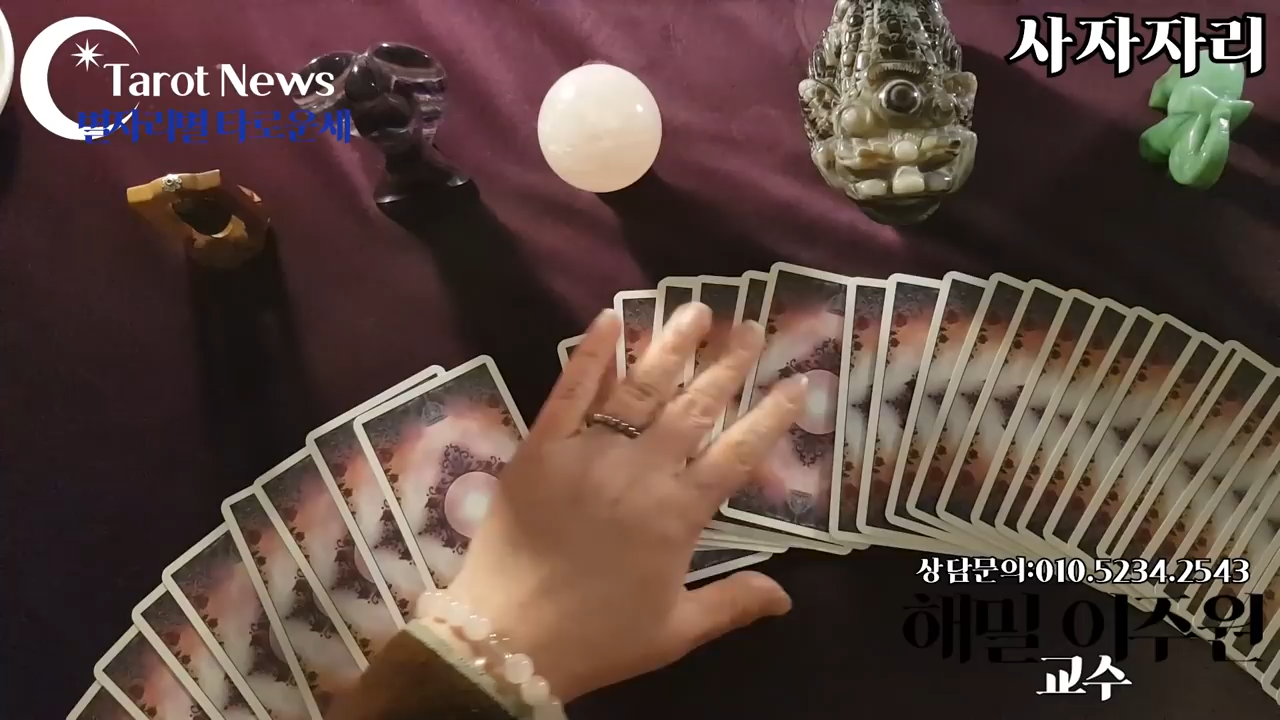 사자자리
Tarot News
별자리별 타로운세
상담문의:010.5234.2543
해밀 이주원
교수